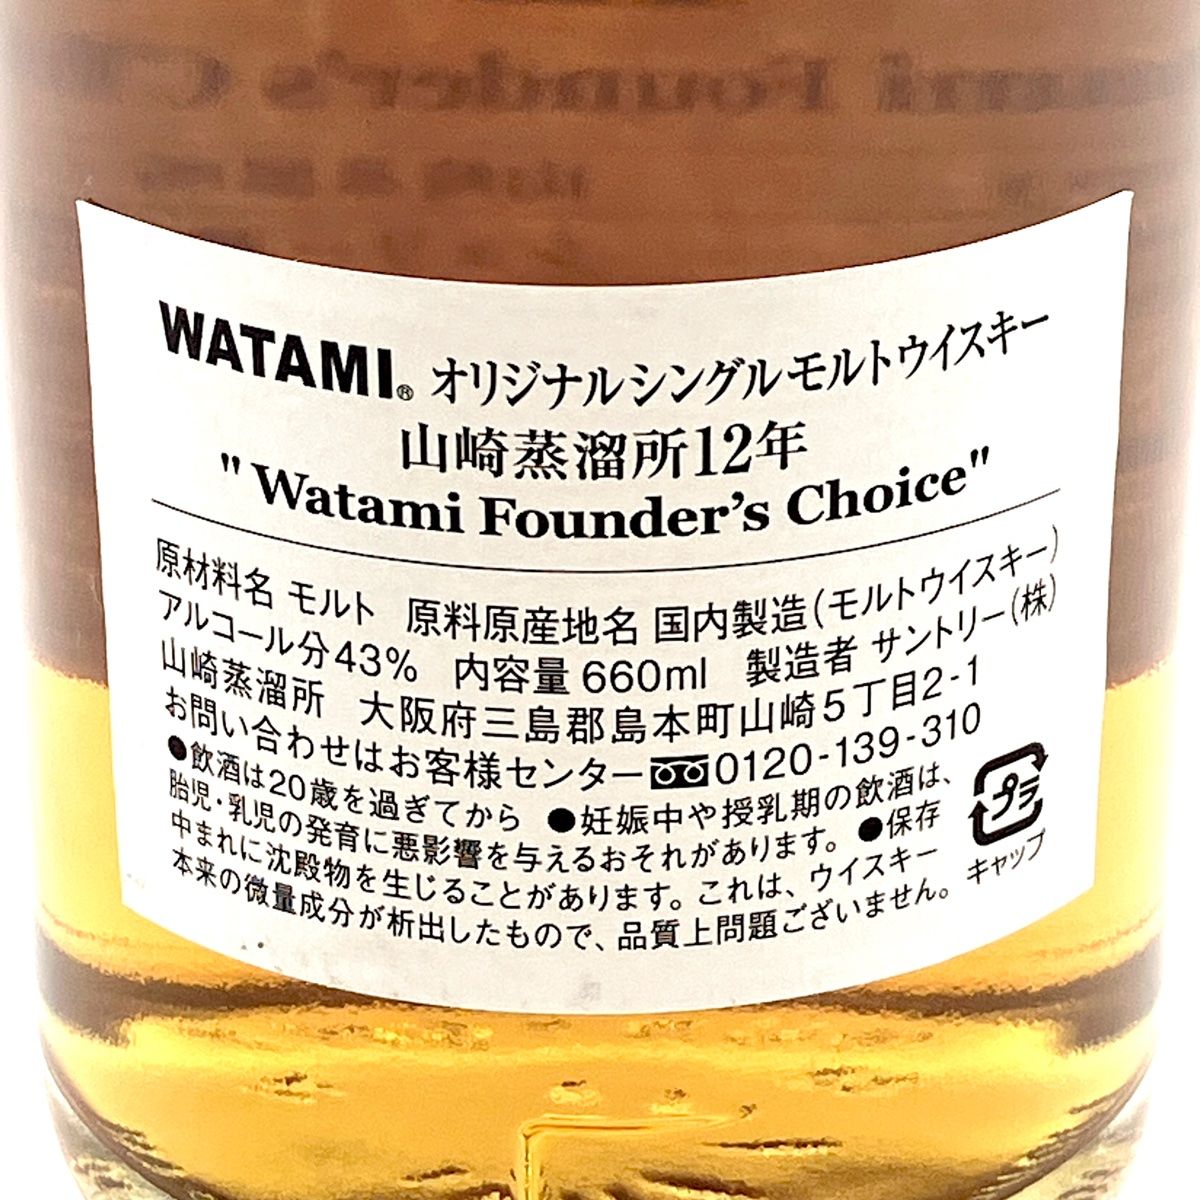 WATAMI® オリジナルシングルモルトウイスキー
山崎蒸溜所12年
"Watami Founder's Choice"
原材料名 モルト 原料原産地名 国内製造(モルトウイスキー)
アルコール分43% 内容量660ml 製造者 サントリー(株)
山崎蒸溜所 大阪府三島郡島本町山崎5丁目2-1
お問い合わせはお客様センター 0120-139-310
●飲酒は20歳を過ぎてから ●妊娠中や授乳期の飲酒は、
胎児・乳児の発育に悪影響を与えるおそれがあります。 ●保存
中まれに沈殿物を生じることがあります。これは、ウイスキー
本来の微量成分が析出したもので、品質上問題ございません。
プラ
キャップ